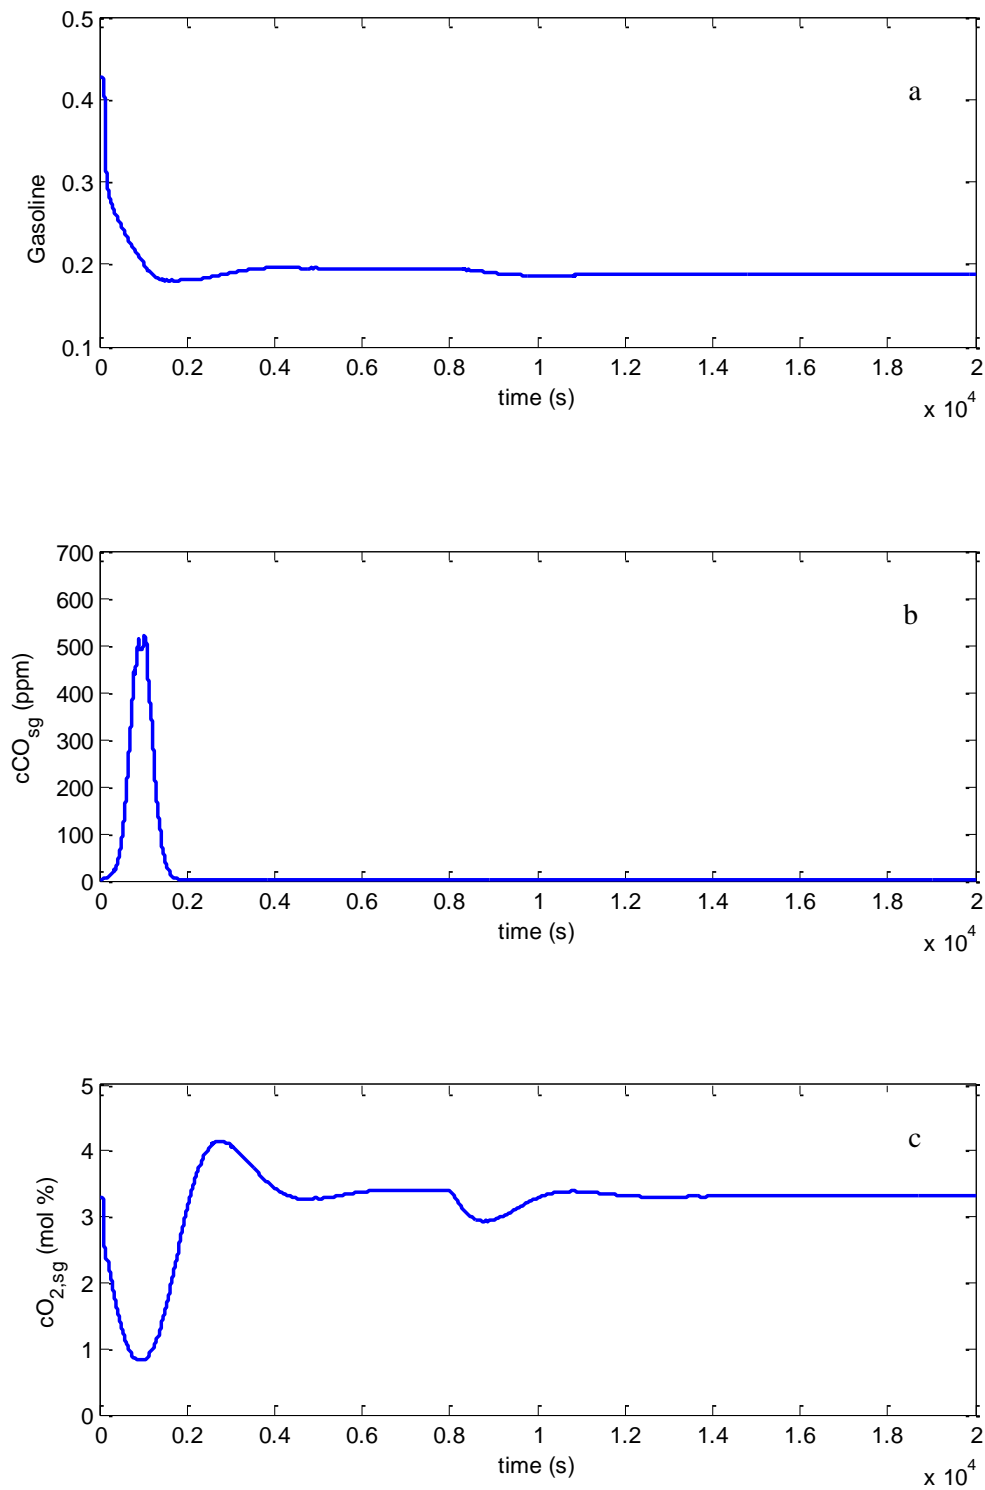 0.5
a
0.4
0.3
Gasoline
0.2
0.1
0 0.2 0.4 0.6 0.8 1 1.2 1.4 1.6 1.8 2
time (s)
x 10^4
700
600
b
500
400
cCO_sg (ppm)
300
200
100
0
0 0.2 0.4 0.6 0.8 1 1.2 1.4 1.6 1.8 2
time (s)
x 10^4
5
c
4
3
cO_2,sg (mol %)
2
1
0
0 0.2 0.4 0.6 0.8 1 1.2 1.4 1.6 1.8 2
time (s)
x 10^4